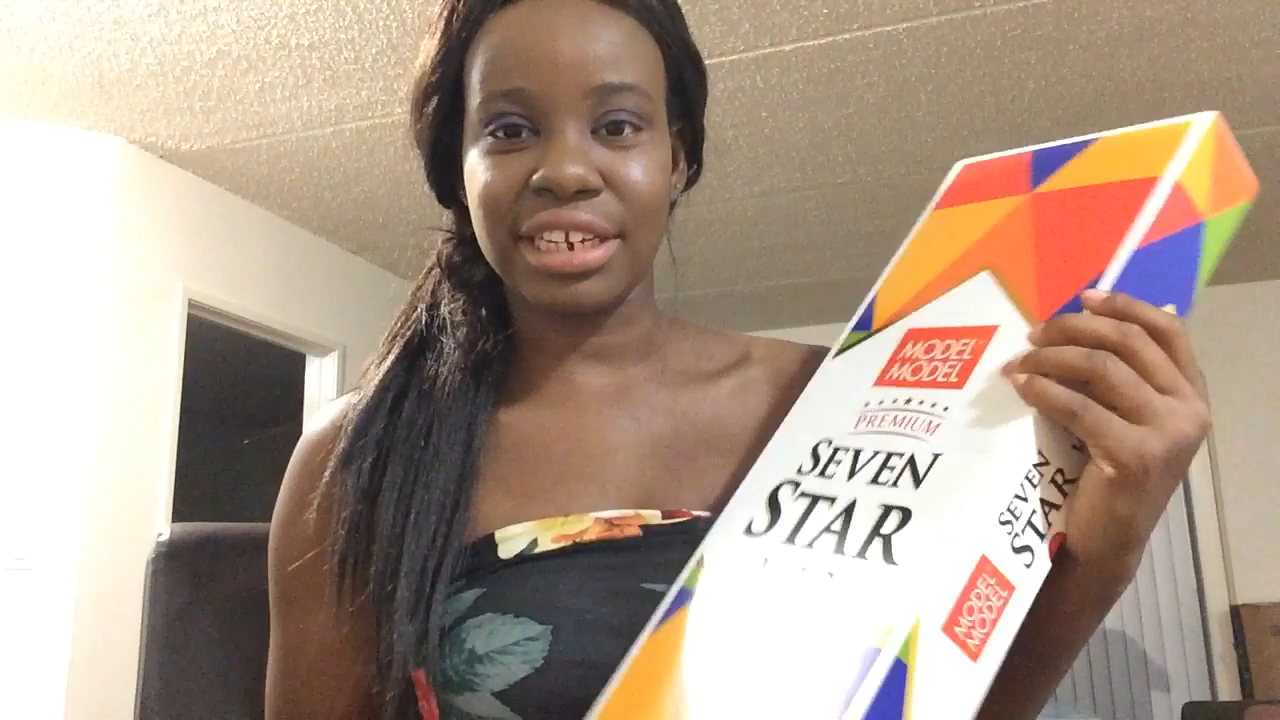 MODEL
MODEL
PREMIUM
SEVEN
STAR
SEVEN
STAR
MODEL
MODEL